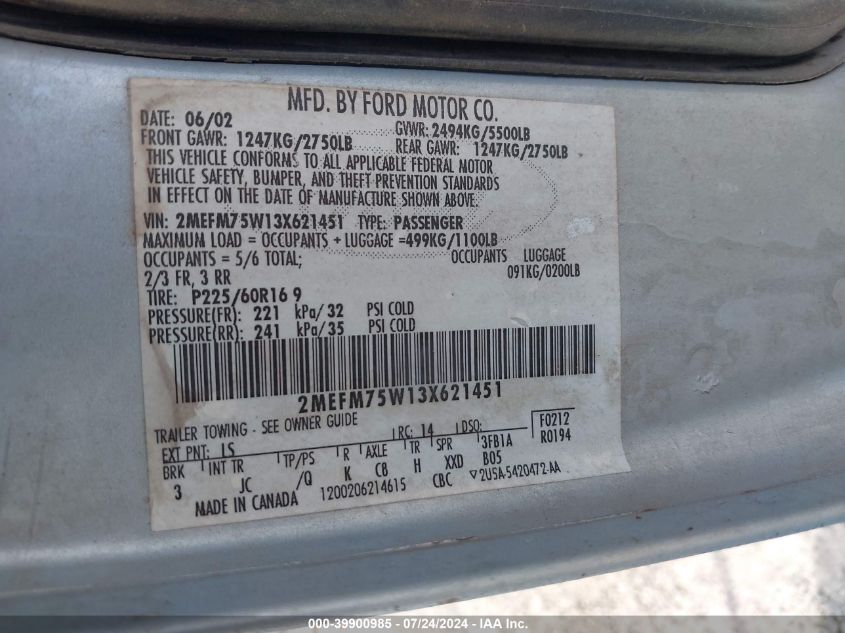 MFD. BY FORD MOTOR CO.
DATE: 06/02 GVWR: 2494KG/5500LB
FRONT GAWR: 1247KG/2750LB REAR GAWR: 1247KG/2750LB
THIS VEHICLE CONFORMS TO ALL APPLICABLE FEDERAL MOTOR
VEHICLE SAFETY, BUMPER, AND THEFT PREVENTION STANDARDS
IN EFFECT ON THE DATE OF MANUFACTURE SHOWN ABOVE.
VIN: 2MEFM75W13X621451 TYPE: PASSENGER
MAXIMUM LOAD = OCCUPANTS + LUGGAGE =499KG/1100LB
OCCUPANTS = 5/6 TOTAL; OCCUPANTS LUGGAGE
2/3 FR, 3 RR 091KG/0200LB
TIRE: P225/60R16 9
PRESSURE(FR): 221 kPa/32 PSI COLD
PRESSURE(RR): 241 kPa/35 PSI COLD
2MEFM75W13X621451
TRAILER TOWING - SEE OWNER GUIDE F0212
EXT PNT: LS RC: 14 DSO: R0194
BRK INT TR TP/PS R AXLE TR SPR 3FB1A
3 JC /Q K CB H XXD B05
MADE IN CANADA 1200206214615 CBC ▽2U5A-5420472-AA
000-39900985 - 07/24/2024 - IAAI.COM